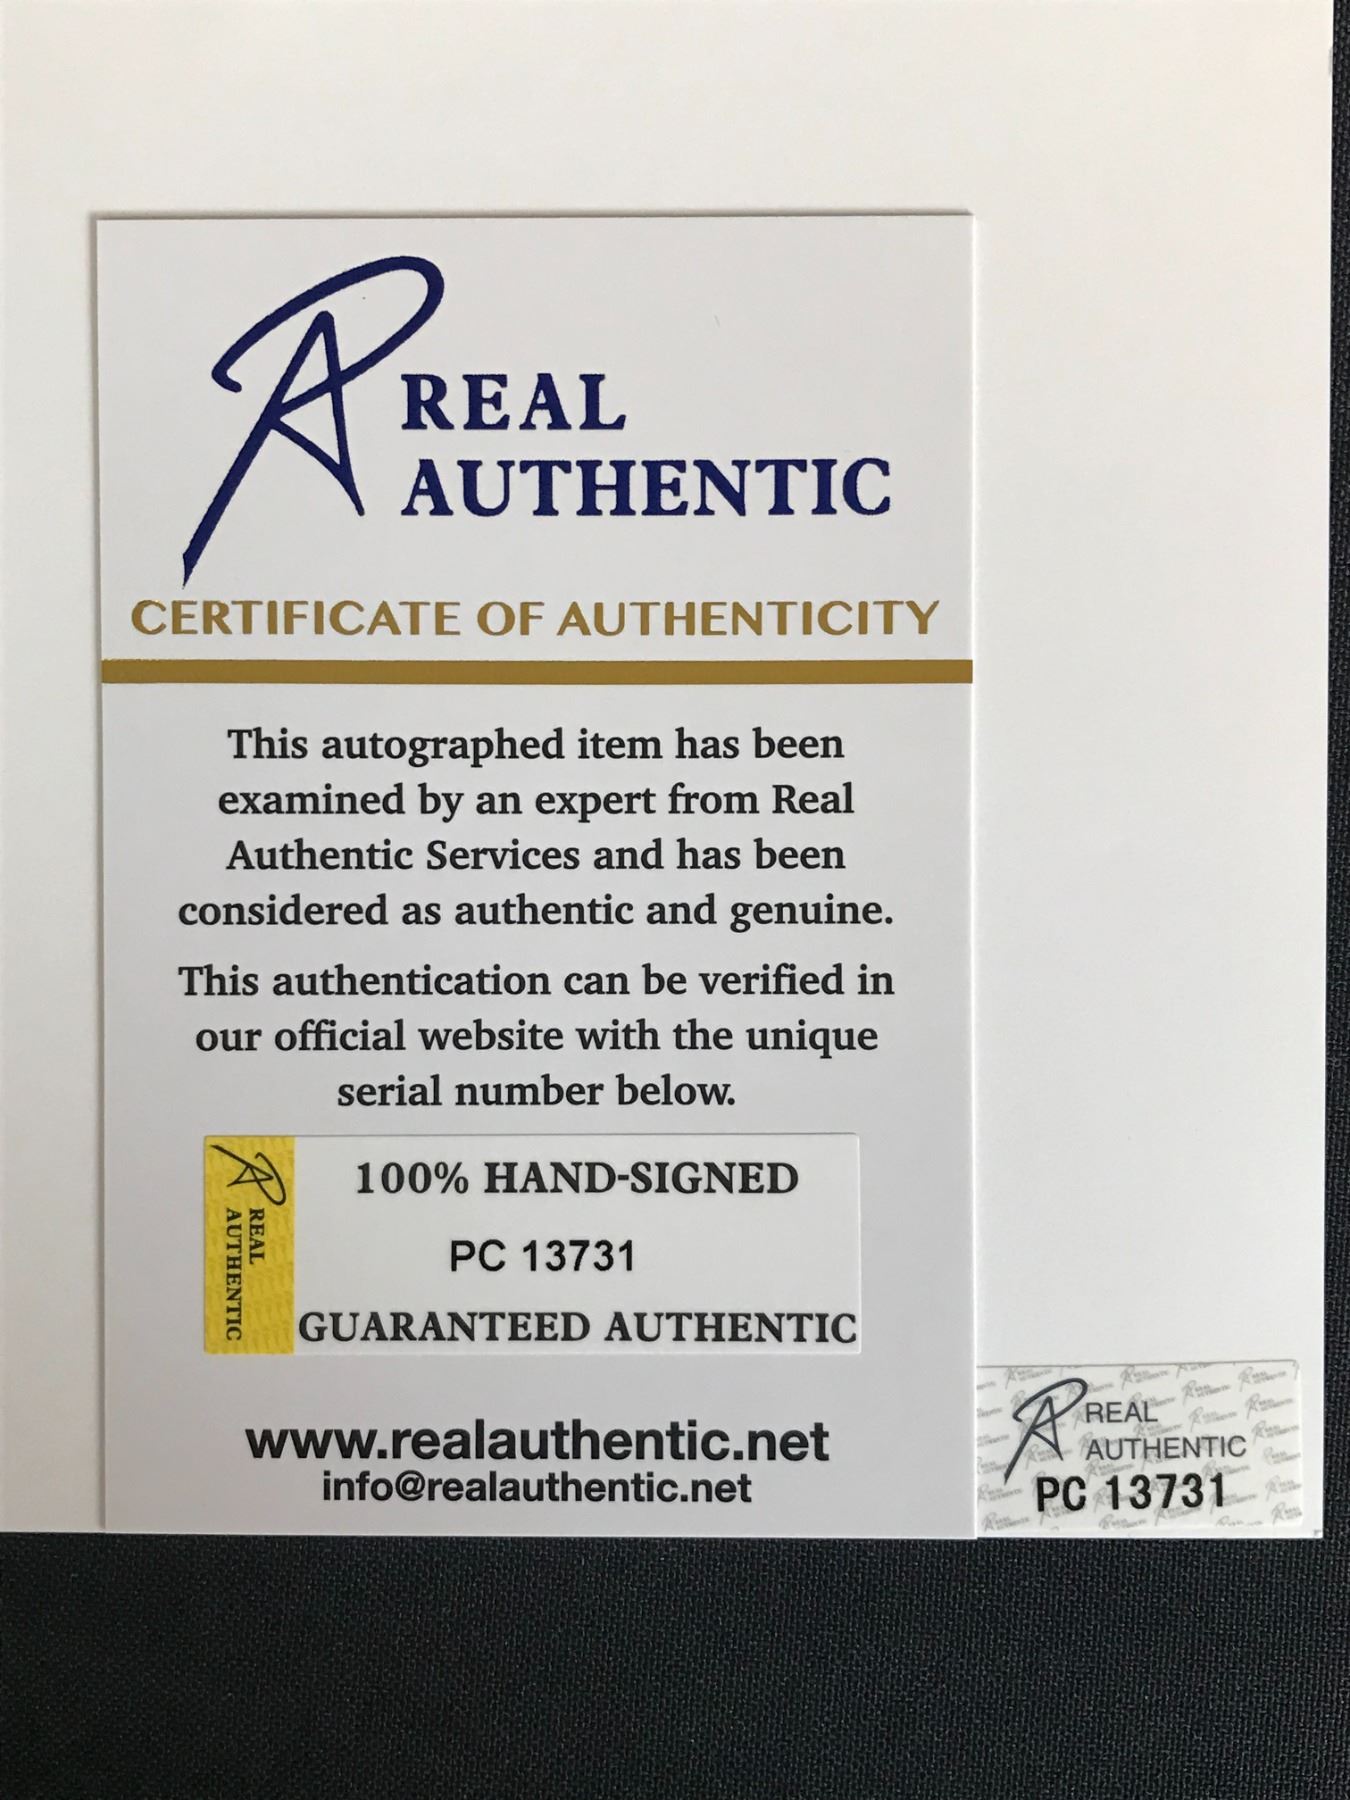 REAL
AUTHENTIC
CERTIFICATE OF AUTHENTICITY
This autographed item has been
examined by an expert from Real
Authentic Services and has been
considered as authentic and genuine.
This authentication can be verified in
our official website with the unique
serial number below.
REAL
AUTHENTIC
100% HAND-SIGNED
PC 13731
GUARANTEED AUTHENTIC
www.realauthentic.net
info@realauthentic.net
REAL
AUTHENTIC
PC 13731